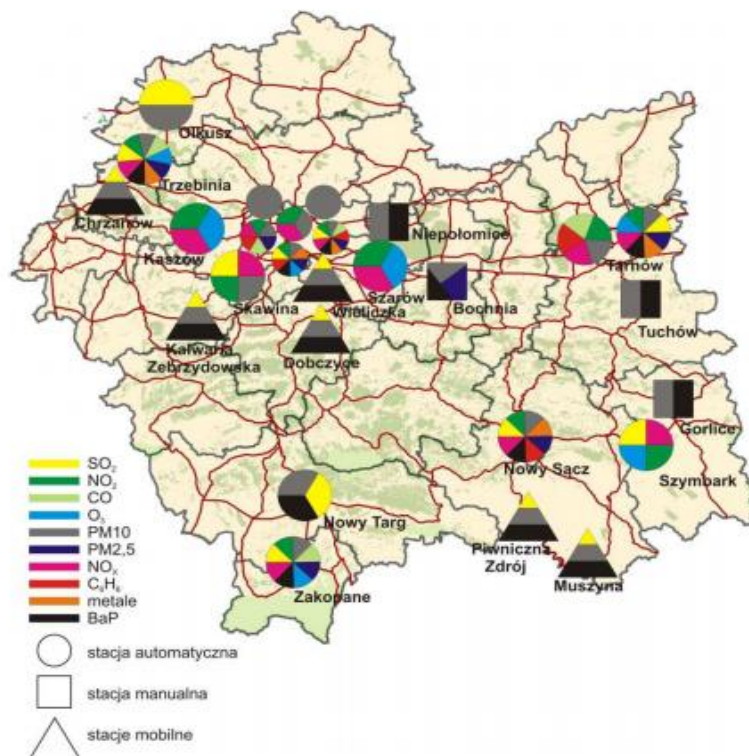 Olkusz
Trzebinia
Chrzanów
Niepołomice
Kaszów
Tarnów
Skawina
Szarów
Wieliczka
Bochnia
Tuchów
Kalwaria
Zebrzydowska
Dobczyce
Gorlice
Nowy Sącz
Szymbark
SO₂
NO₂
CO
O₃
PM10
PM2,5
NOₓ
C₆H₆
metale
BaP
Nowy Targ
Piwniczna
Zdrój
Muszyna
Zakopane
stacja automatyczna
stacja manualna
stacje mobilne